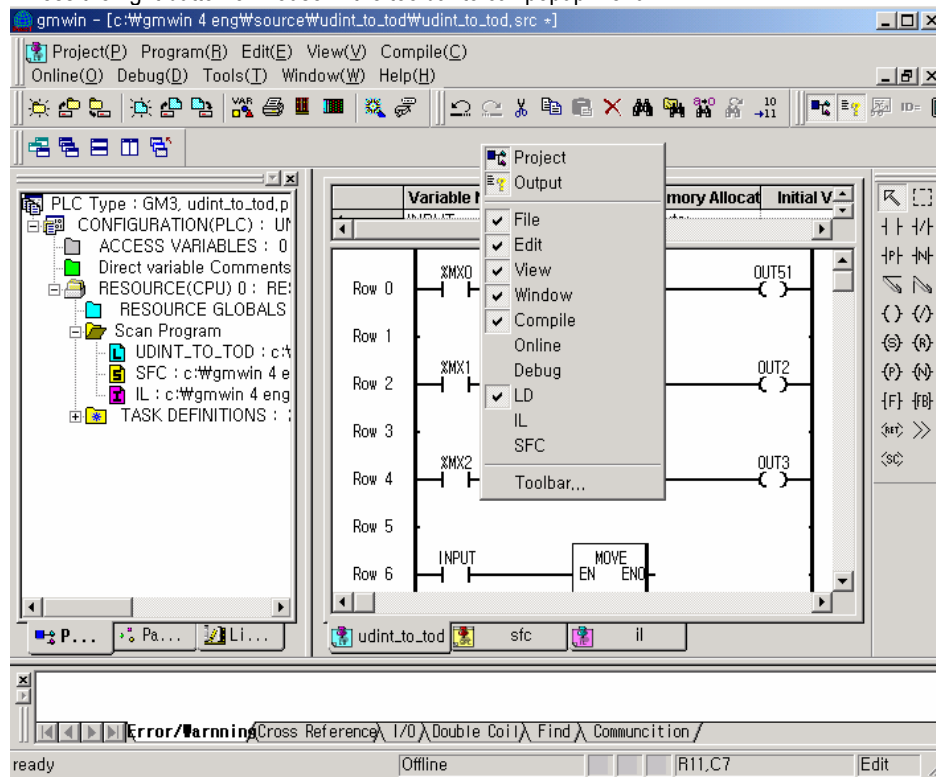 gmwin - [c:₩gmwin 4 eng₩source₩udint_to_tod₩udint_to_tod,src *]
Project(P) Program(R) Edit(E) View(V) Compile(C)
Online(O) Debug(D) Tools(T) Window(W) Help(H)
PLC Type : GM3, udint_to_tod,p
CONFIGURATION(PLC) : UN
ACCESS VARIABLES : 0
Direct variable Comments
RESOURCE(CPU) 0 : RE
RESOURCE GLOBALS
Scan Program
UDINT_TO_TOD : c:₩
SFC : c:₩gmwin 4 e
IL : c:₩gmwin 4 eng
TASK DEFINITIONS :
P... Pa... Li...
Variable mory Allocat Initial V
INPUT
Row 0 %MX0 OUT51
Row 1
Row 2 %MX1 OUT2
Row 3
Row 4 %MX2 OUT3
Row 5
Row 6 INPUT MOVE
EN ENO
Project
Output
File
Edit
View
Window
Compile
Online
Debug
LD
IL
SFC
Toolbar...
udint_to_tod sfc il
Error/Warnning Cross Reference I/O Double Coil Find Communcition
ready Offline R11,C7 Edit